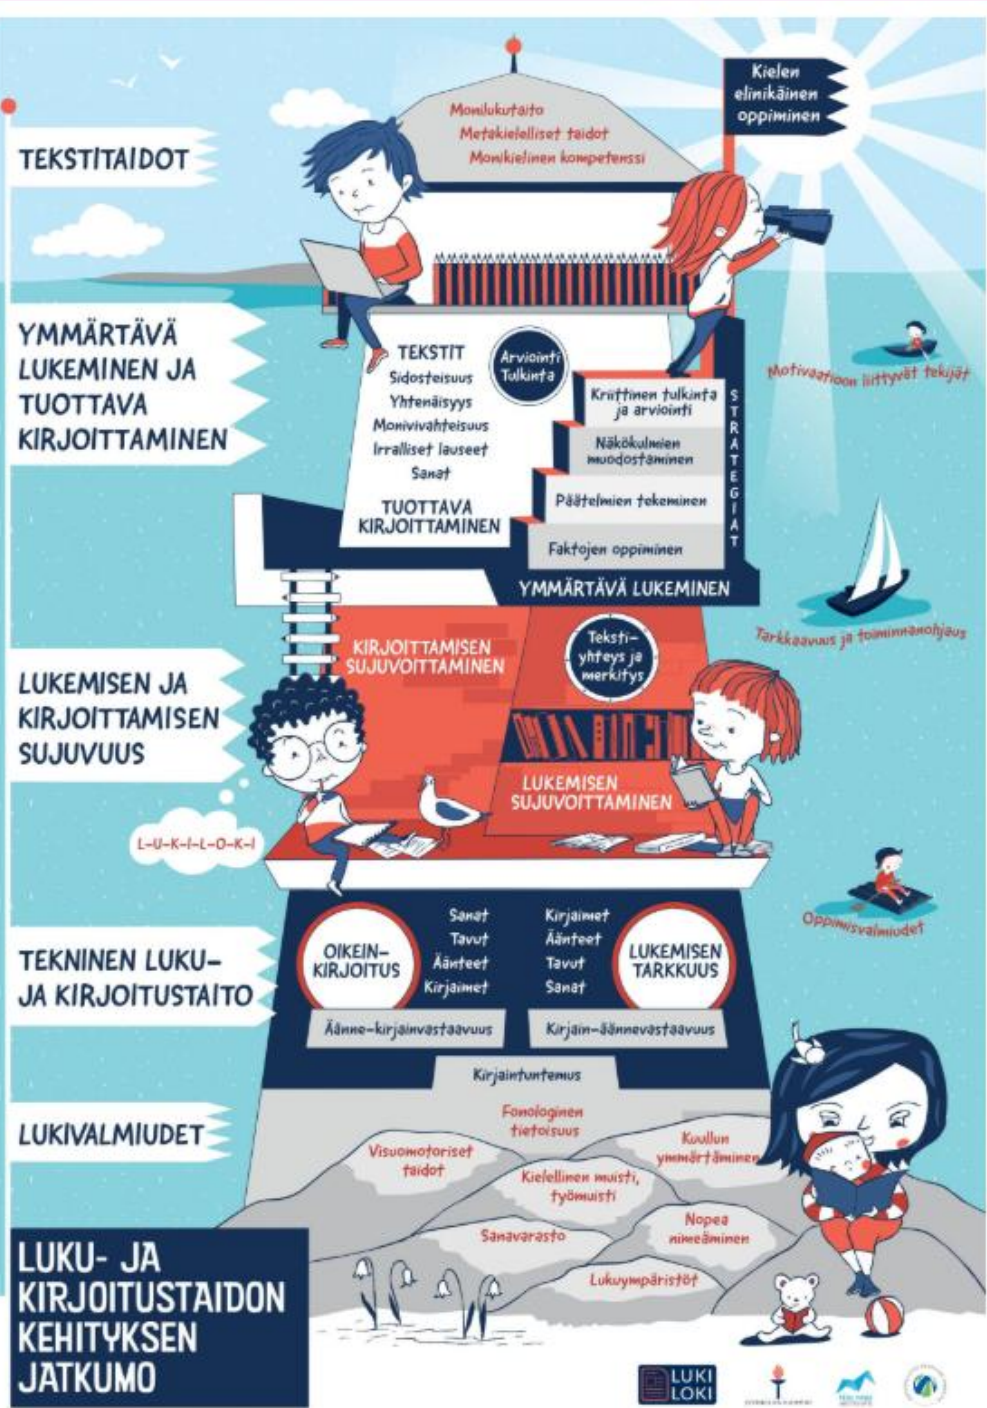 Kielen
elinikäinen
oppiminen
Monilukutaito
Metakielelliset taidot
Monikielinen kompetenssi
TEKSTITAIDOT
YMMÄRTÄVÄ
LUKEMINEN JA
TUOTTAVA
KIRJOITTAMINEN
TEKSTIT
Sidosteisuus
Yhtenäisyys
Monivivahteisuus
Irralliset lauseet
Sanat
TUOTTAVA
KIRJOITTAMINEN
Arviointi
Tulkinta
Kriittinen tulkinta
ja arviointi
Näkökulmien
muodostaminen
Päätelmien tekeminen
Faktojen oppiminen
STRATEGIAT
YMMÄRTÄVÄ LUKEMINEN
Motivaatioon liittyvät tekijät
Tarkkaavuus ja toiminnanohjaus
LUKEMISEN JA
KIRJOITTAMISEN
SUJUVUUS
KIRJOITTAMISEN
SUJUVOITTAMINEN
Teksti-
yhteys ja
merkitys
LUKEMISEN
SUJUVOITTAMINEN
L-U-K-I-L-O-K-I
Oppimisvalmiudet
TEKNINEN LUKU-
JA KIRJOITUSTAITO
OIKEIN-
KIRJOITUS
Sanat
Tavut
Äänteet
Kirjaimet
Kirjaimet
Äänteet
Tavut
Sanat
LUKEMISEN
TARKKUUS
Äänne-kirjainvastaavuus
Kirjain-äännevastaavuus
Kirjaintuntemus
LUKIVALMIUDET
Fonologinen
tietoisuus
Visuomotoriset
taidot
Kuullun
ymmärtäminen
Kielellinen muisti,
työmuisti
Sanavarasto
Nopea
nimeäminen
Lukuympäristöt
LUKU- JA
KIRJOITUSTAIDON
KEHITYKSEN
JATKUMO
LUKI
LOKI